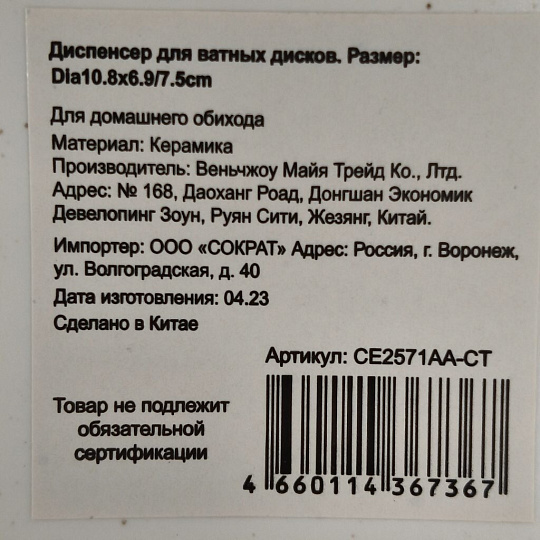 Диспенсер для ватных дисков. Размер:
Dia10.8x6.9/7.5cm
Для домашнего обихода
Материал: Керамика
Производитель: Веньчжоу Майя Трейд Ко., Лтд.
Адрес: № 168, Даоханг Роад, Донгшан Экономик
Девелопинг Зоун, Руян Сити, Жезянг, Китай.
Импортер: ООО «СОКРАТ» Адрес: Россия, г. Воронеж,
ул. Волгоградская, д. 40
Дата изготовления: 04.23
Сделано в Китае
Артикул: CE2571AA-CT
Товар не подлежит
обязательной
сертификации
4 660114 367367